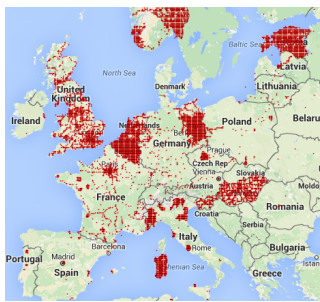 Baltic Sea
Latvia
North Sea
Denmark
Lithuania
United
Kingdom
Ireland
Belaru
Poland
Germany
Prague
Czech Rep
Slovakia
Vienna
Austria
Moldo
France
Croatia
Romania
Serbia
Italy
Bulgaria
Barcelona
Rome
Portugal
Madrid
Spain
Greece